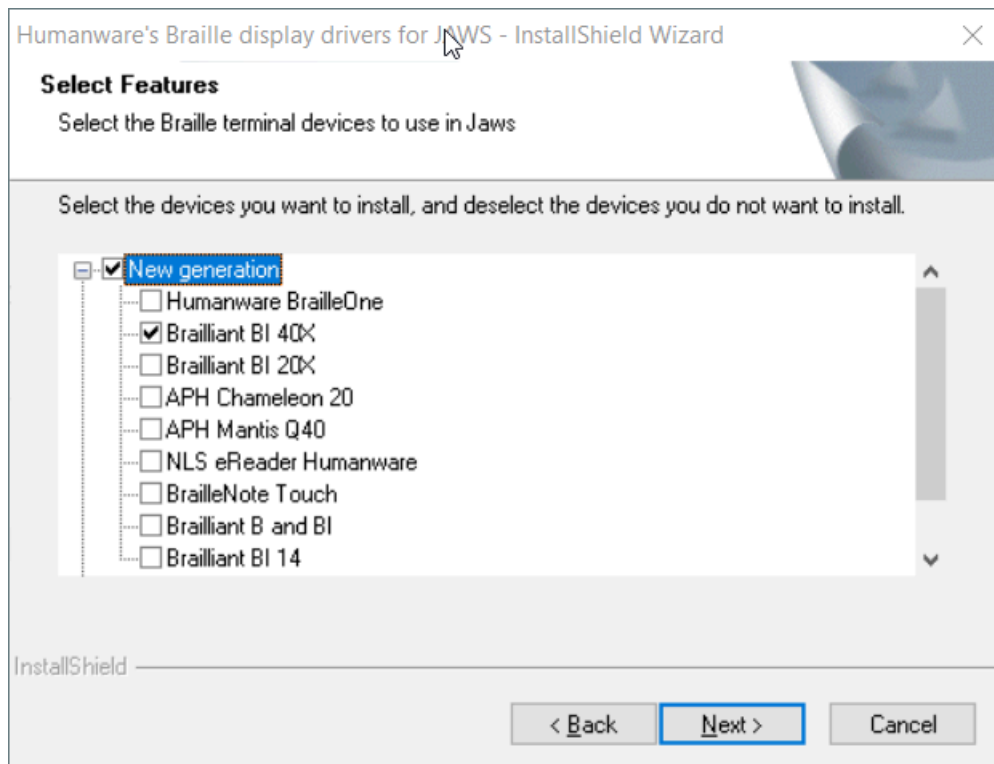 Humanware's Braille display drivers for JAWS - InstallShield Wizard
Select Features
Select the Braille terminal devices to use in Jaws
Select the devices you want to install, and deselect the devices you do not want to install.
New generation
Humanware BrailleOne
Brailliant BI 40X
Brailliant BI 20X
APH Chameleon 20
APH Mantis Q40
NLS eReader Humanware
BrailleNote Touch
Brailliant B and BI
Brailliant BI 14
InstallShield
< Back Next > Cancel